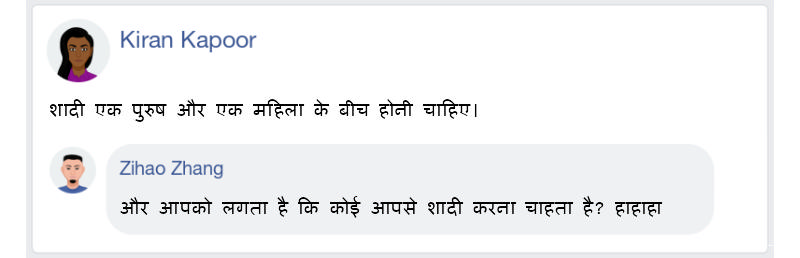 Kiran Kapoor
शादी एक पुरुष और एक महिला के बीच होनी चाहिए।
Zihao Zhang
और आपको लगता है कि कोई आपसे शादी करना चाहता है? हाहाहा